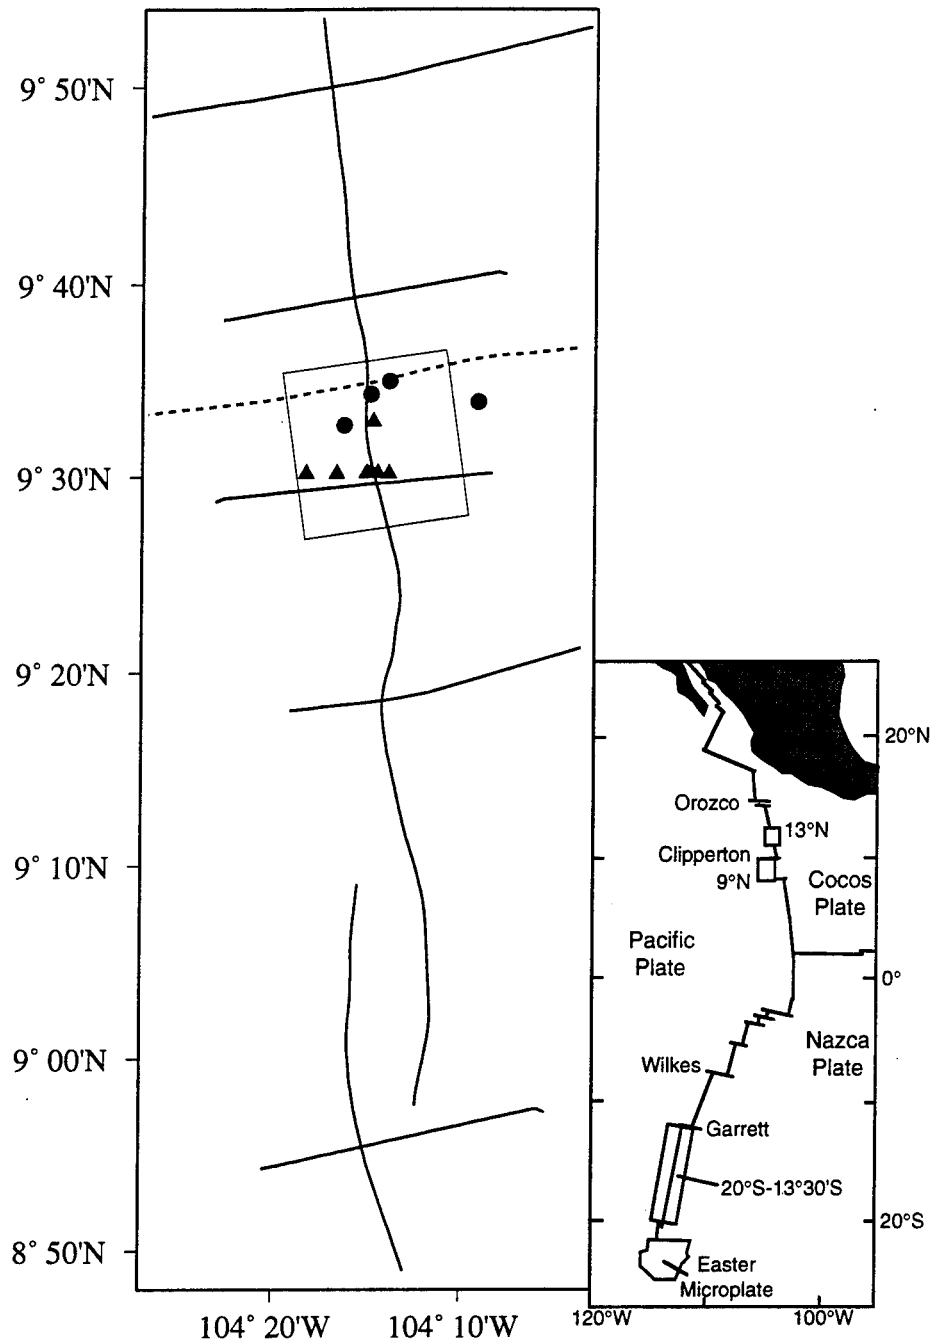 9° 50'N
9° 40'N
9° 30'N
9° 20'N
9° 10'N
9° 00'N
8° 50'N
104° 20'W
104° 10'W
20°N
Orozco
13°N
Clipperton
9°N
Cocos
Plate
Pacific
Plate
0°
Nazca
Plate
Wilkes
Garrett
20°S-13°30'S
20°S
Easter
Microplate
120°W
100°W